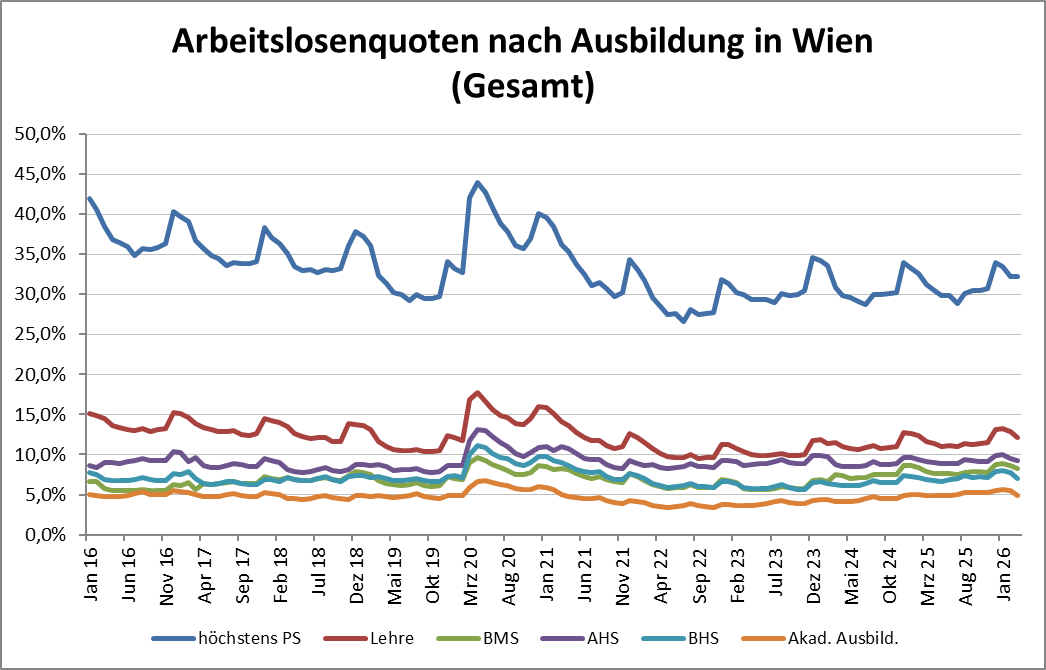 Arbeitslosenquoten nach Ausbildung in Wien
(Gesamt)
50,0%
45,0%
40,0%
35,0%
30,0%
25,0%
20,0%
15,0%
10,0%
5,0%
0,0%
Jan 16
Jun 16
Nov 16
Apr 17
Sep 17
Feb 18
Jul 18
Dez 18
Mai 19
Okt 19
Mrz 20
Aug 20
Jan 21
Jun 21
Nov 21
Apr 22
Sep 22
Feb 23
Jul 23
Dez 23
Mai 24
Okt 24
Mrz 25
Aug 25
Jan 26
höchstens PS
Lehre
BMS
AHS
BHS
Akad. Ausbild.